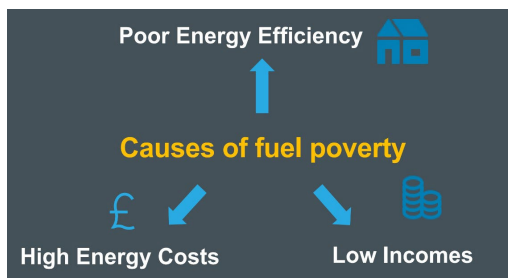 Poor Energy Efficiency
Causes of fuel poverty
£
High Energy Costs
Low Incomes